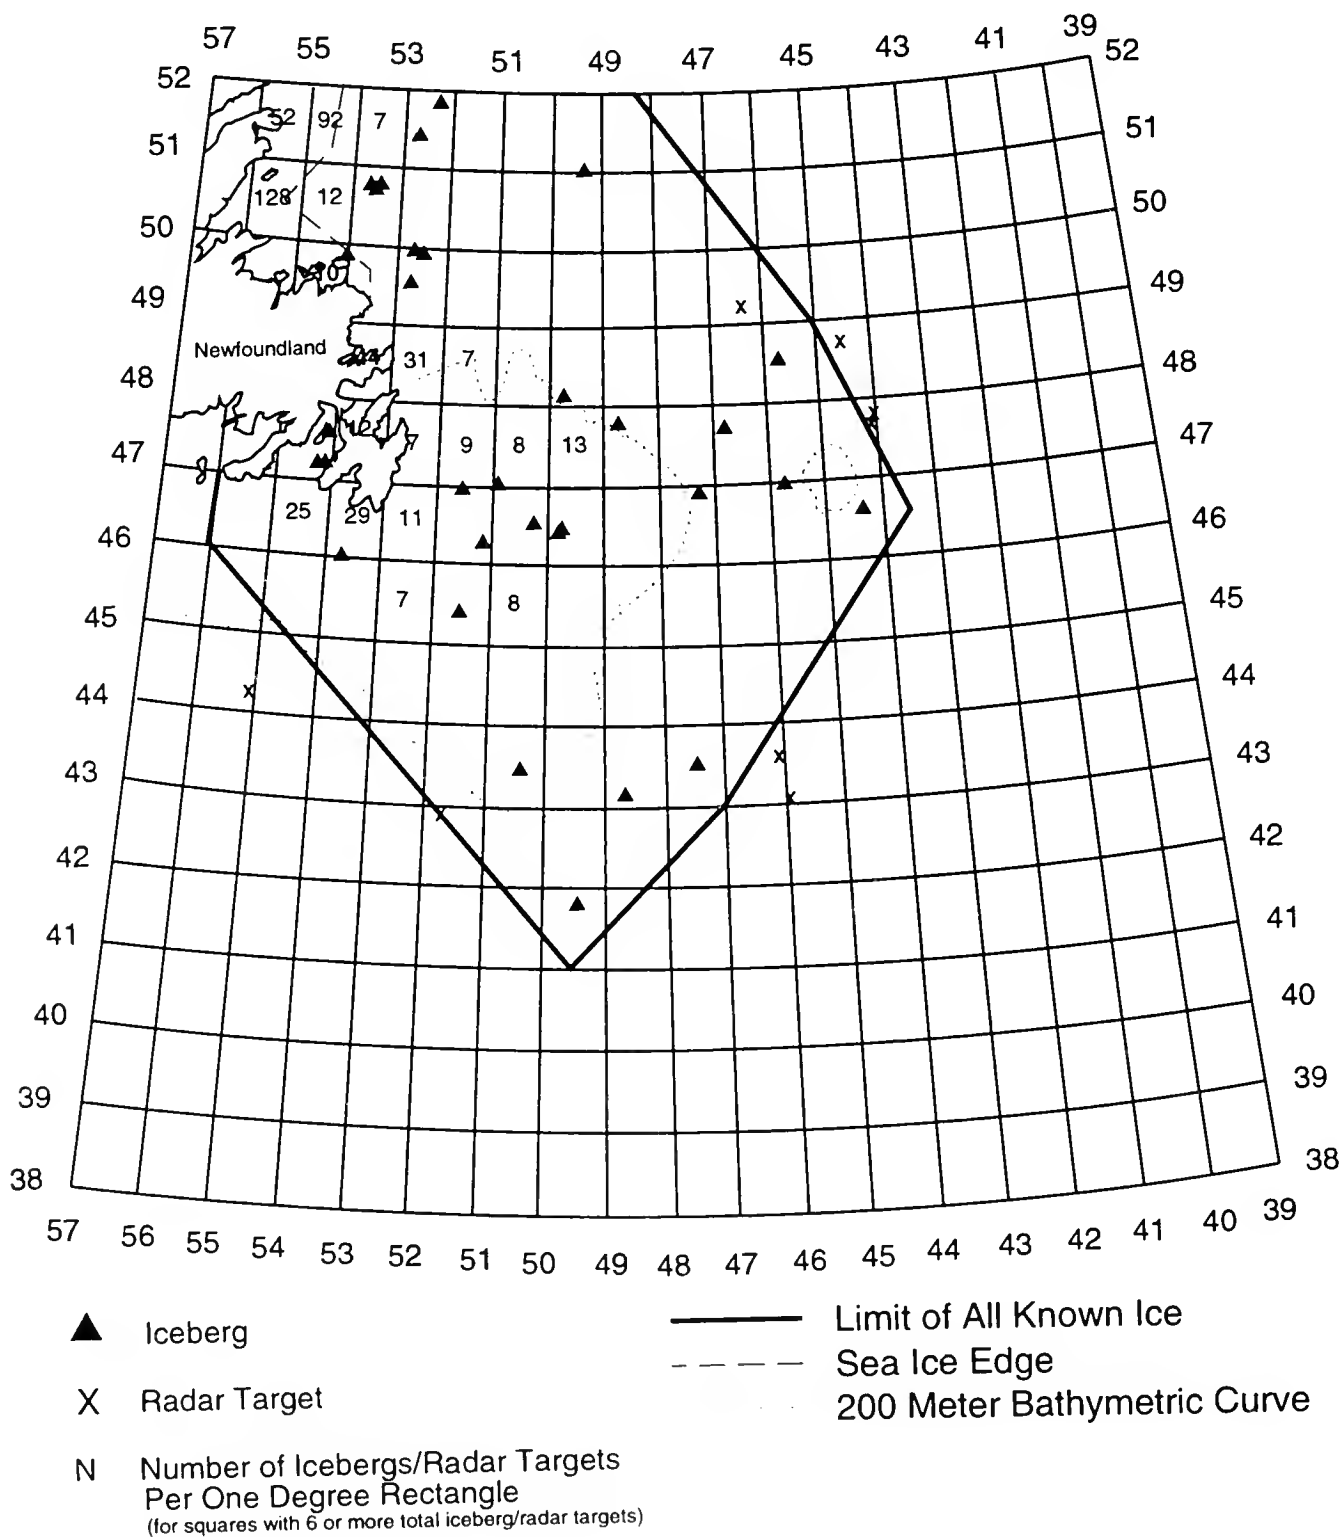 57 55 53 51 49 47 45 43 41 39
52 52
52 92 7
51 51
128 12
50 50
10
49 49
Newfoundland 31 7
48 48
12 7 9 8 13
47 47
25 29 11
46 46
7 8
45 45
44 44
43 43
42 42
41 41
40 40
39 39
38 38
57 56 55 54 53 52 51 50 49 48 47 46 45 44 43 42 41 40 39
Iceberg
X Radar Target
N Number of Icebergs/Radar Targets
Per One Degree Rectangle
(for squares with 6 or more total iceberg/radar targets)
Limit of All Known Ice
Sea Ice Edge
200 Meter Bathymetric Curve